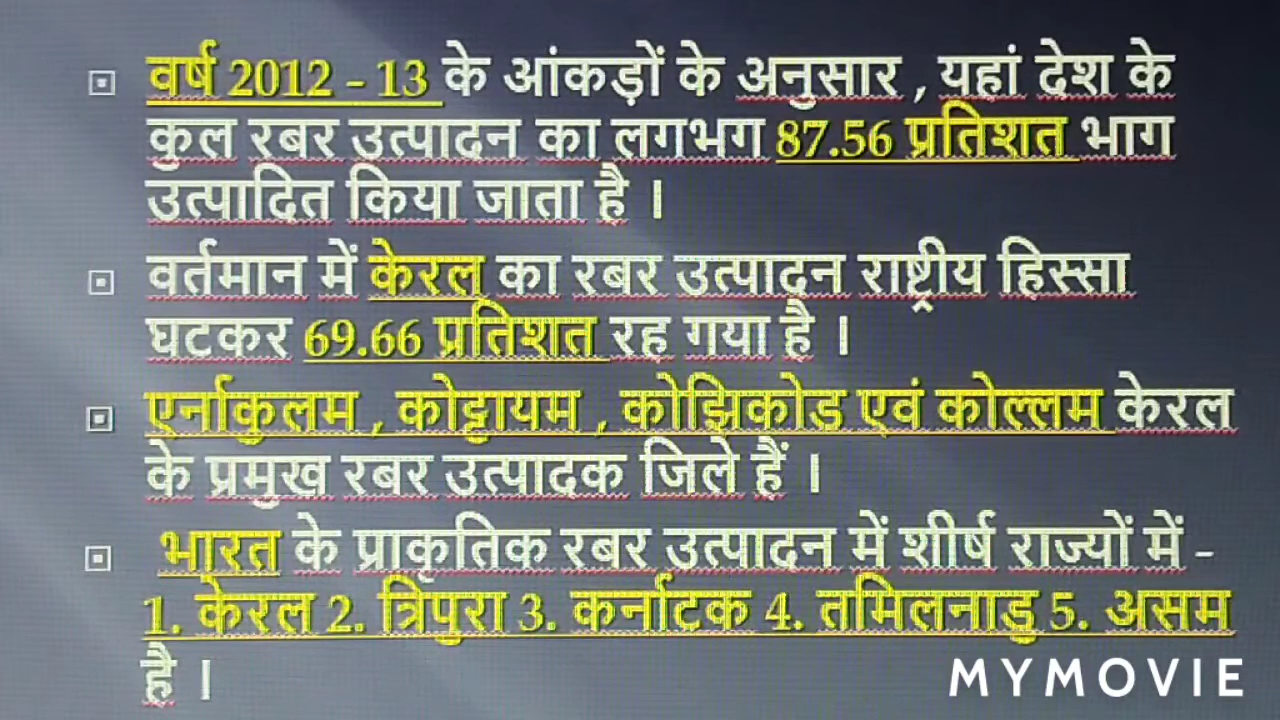 वर्ष 2012 - 13 के आंकड़ों के अनुसार , यहां देश के
कुल रबर उत्पादन का लगभग 87.56 प्रतिशत भाग
उत्पादित किया जाता है ।
वर्तमान में केरल का रबर उत्पादन राष्ट्रीय हिस्सा
घटकर 69.66 प्रतिशत रह गया है ।
एर्नाकुलम , कोट्टायम , कोझिकोड एवं कोल्लम केरल
के प्रमुख रबर उत्पादक जिले हैं ।
भारत के प्राकृतिक रबर उत्पादन में शीर्ष राज्यों में -
1. केरल 2. त्रिपुरा 3. कर्नाटक 4. तमिलनाडु 5. असम
है ।
MYMOVIE